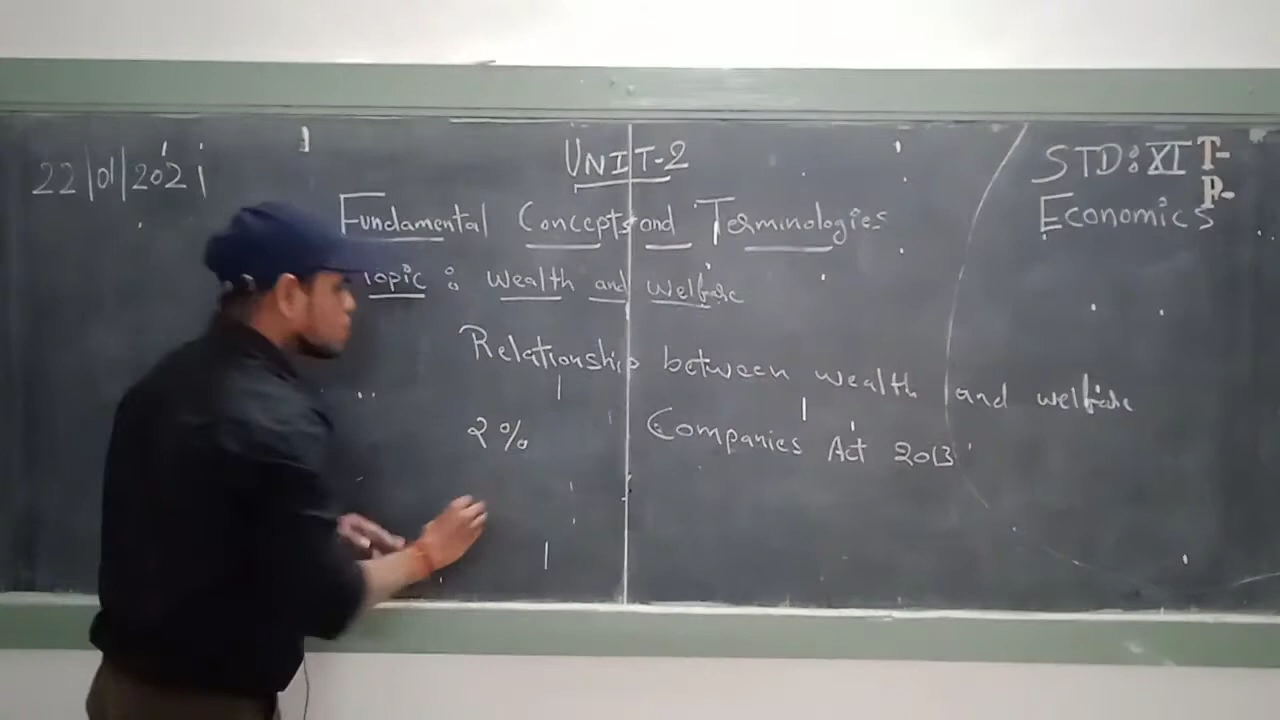 22/01/2021
UNIT-2
STD: XI T-
P-
Fundamental Concepts and Terminologies
Economics
Topic : Wealth and Welfare
Relationship between wealth and welfare
2% Companies Act 2013